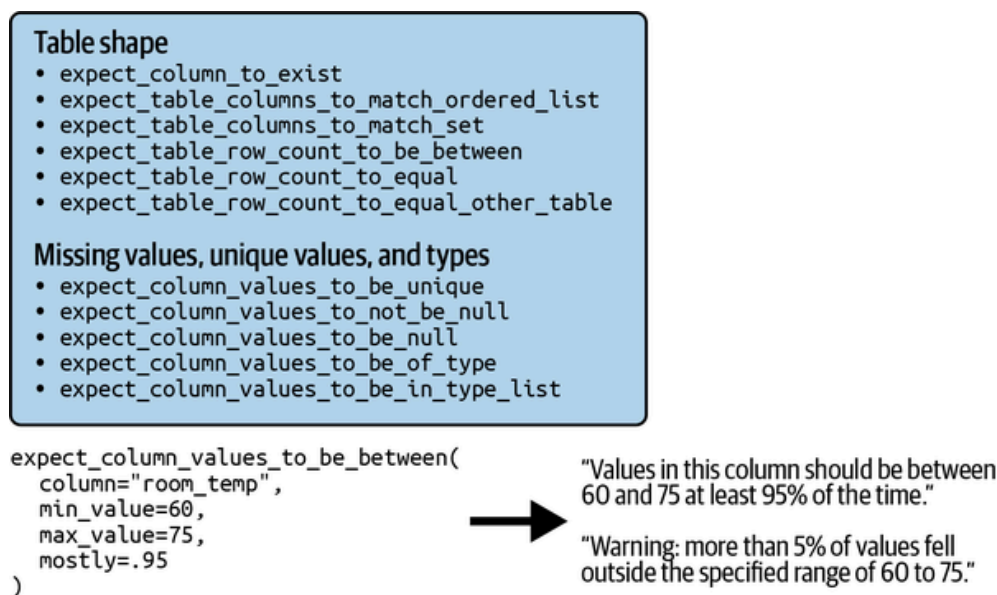 Table shape
• expect_column_to_exist
• expect_table_columns_to_match_ordered_list
• expect_table_columns_to_match_set
• expect_table_row_count_to_be_between
• expect_table_row_count_to_equal
• expect_table_row_count_to_equal_other_table
Missing values, unique values, and types
• expect_column_values_to_be_unique
• expect_column_values_to_not_be_null
• expect_column_values_to_be_null
• expect_column_values_to_be_of_type
• expect_column_values_to_be_in_type_list
expect_column_values_to_be_between(
column="room_temp",
min_value=60,
max_value=75,
mostly=.95
)
“Values in this column should be between
60 and 75 at least 95% of the time.”
“Warning: more than 5% of values fell
outside the specified range of 60 to 75.”